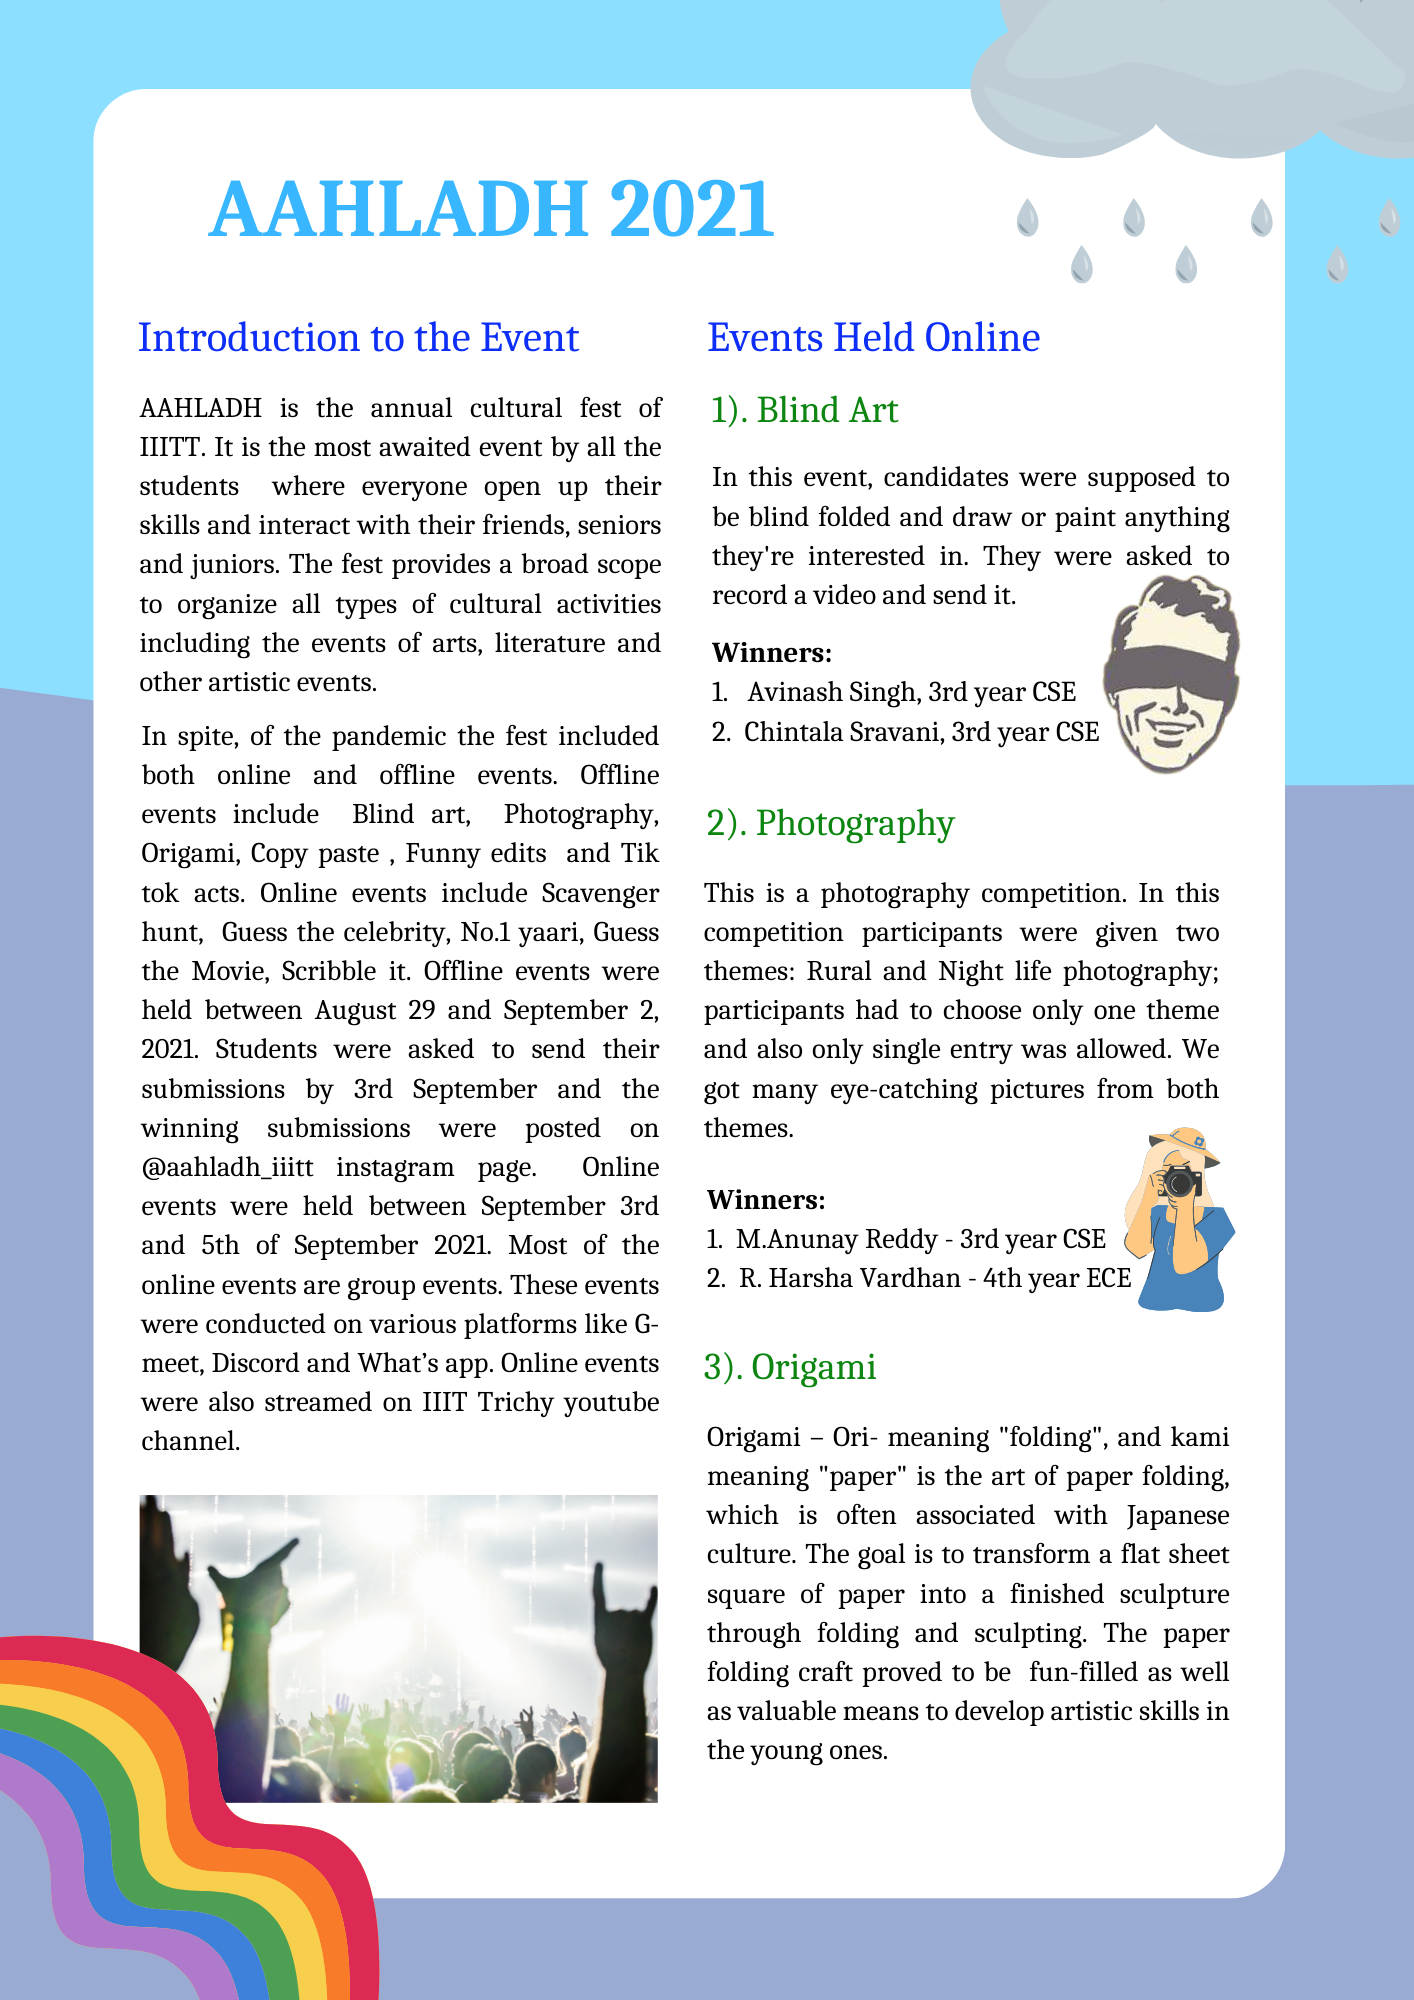 AAHLADH 2021
Introduction to the Event
AAHLADH is the annual cultural fest of
IIITT. It is the most awaited event by all the
students where everyone open up their
skills and interact with their friends, seniors
and juniors. The fest provides a broad scope
to organize all types of cultural activities
including the events of arts, literature and
other artistic events.
In spite, of the pandemic the fest included
both online and offline events. Offline
events include Blind art, Photography,
Origami, Copy paste , Funny edits and Tik
tok acts. Online events include Scavenger
hunt, Guess the celebrity, No.1 yaari, Guess
the Movie, Scribble it. Offline events were
held between August 29 and September 2,
2021. Students were asked to send their
submissions by 3rd September and the
winning submissions were posted on
@aahladh_iiitt instagram page. Online
events were held between September 3rd
and 5th of September 2021. Most of the
online events are group events. These events
were conducted on various platforms like G-
meet, Discord and What’s app. Online events
were also streamed on IIIT Trichy youtube
channel.
Events Held Online
1). Blind Art
In this event, candidates were supposed to
be blind folded and draw or paint anything
they're interested in. They were asked to
record a video and send it.
Winners:
1. Avinash Singh, 3rd year CSE
2. Chintala Sravani, 3rd year CSE
2). Photography
This is a photography competition. In this
competition participants were given two
themes: Rural and Night life photography;
participants had to choose only one theme
and also only single entry was allowed. We
got many eye-catching pictures from both
themes.
Winners:
1. M.Anunay Reddy - 3rd year CSE
2. R. Harsha Vardhan - 4th year ECE
3). Origami
Origami – Ori- meaning "folding", and kami
meaning "paper" is the art of paper folding,
which is often associated with Japanese
culture. The goal is to transform a flat sheet
square of paper into a finished sculpture
through folding and sculpting. The paper
folding craft proved to be fun-filled as well
as valuable means to develop artistic skills in
the young ones.